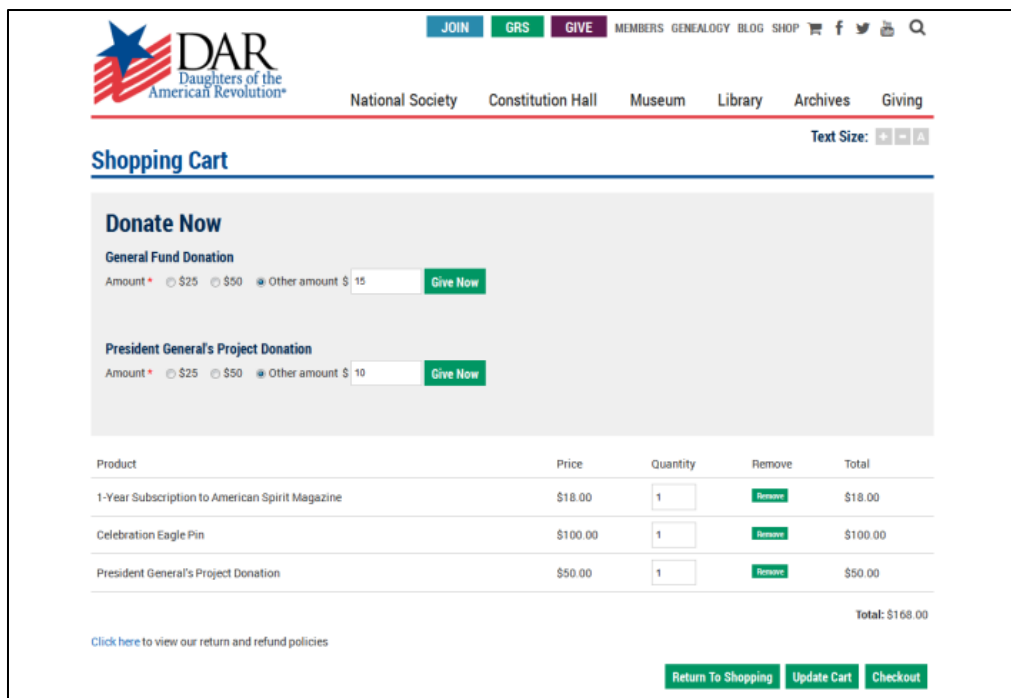 JOIN GRS GIVE MEMBERS GENEALOGY BLOG SHOP
DAR
Daughters of the
American Revolution
National Society Constitution Hall Museum Library Archives Giving
Text Size: + - A
Shopping Cart
Donate Now
General Fund Donation
Amount * $25 $50 Other amount $ 15 Give Now
President General's Project Donation
Amount * $25 $50 Other amount $ 10 Give Now
Product Price Quantity Remove Total
1-Year Subscription to American Spirit Magazine $18.00 1 Remove $18.00
Celebration Eagle Pin $100.00 1 Remove $100.00
President General's Project Donation $50.00 1 Remove $50.00
Total: $168.00
Click here to view our return and refund policies
Return To Shopping Update Cart Checkout